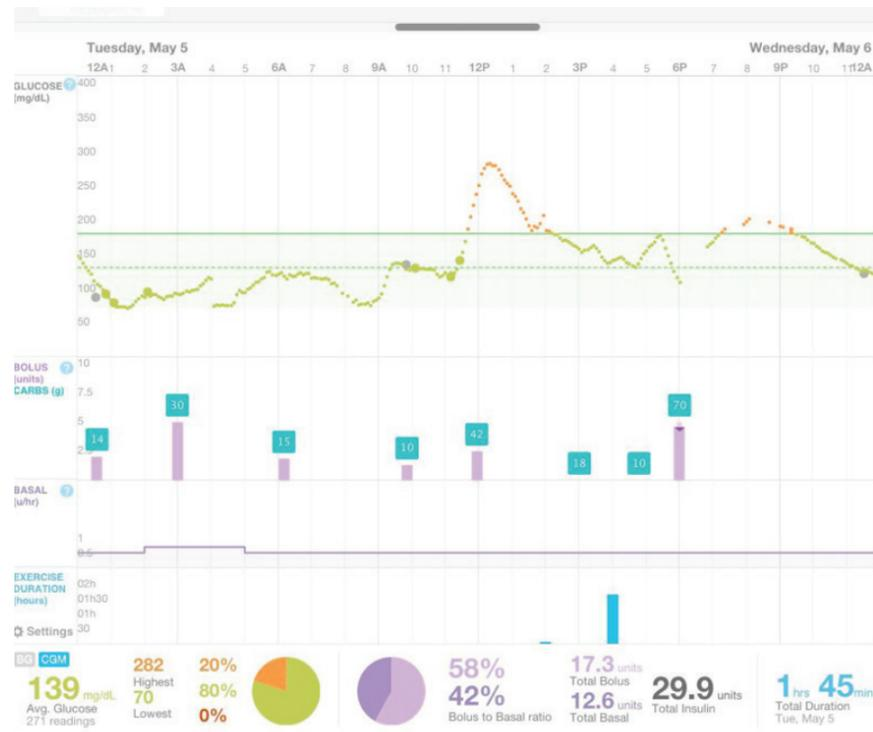 Tuesday, May 5
Wednesday, May 6
12A 1 2 3A 4 5 6A 7 8 9A 10 11 12P 1 2 3P 4 5 6P 7 8 9P 10 11 12A
GLUCOSE ?
(mg/dL)
400
350
300
250
200
150
100
50
BOLUS ?
(units)
CARBS (g)
10
7.5
5
14 30 15 10 42 18 10 70
BASAL ?
(u/hr)
1
0.5
EXERCISE
DURATION
(hours)
02h
01h30
01h
30
Settings
BG CGM
139 mg/dL
Avg. Glucose
271 readings
282
Highest
70
Lowest
20%
80%
0%
58%
42%
Bolus to Basal ratio
17.3 units
Total Bolus
12.6 units
Total Basal
29.9 units
Total Insulin
1 hrs 45 min
Total Duration
Tue, May 5